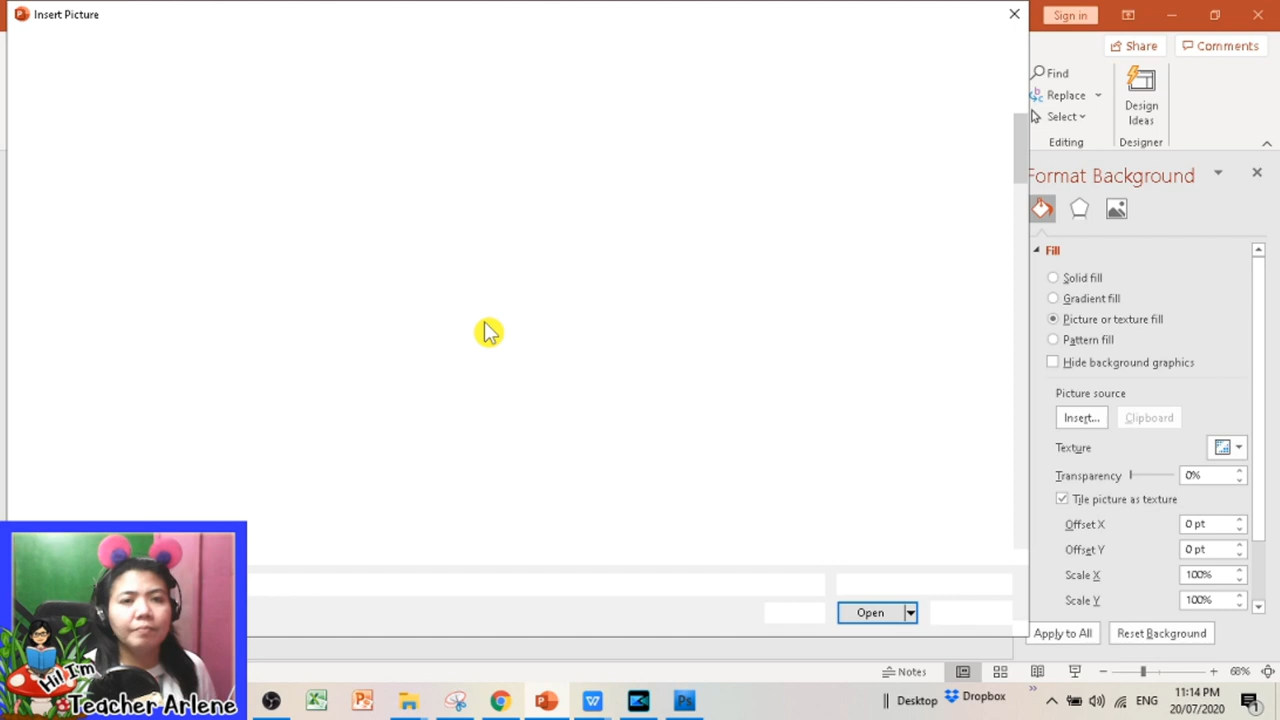 Insert Picture
Sign in
Share
Comments
Find
Replace
Select
Editing
Design
Ideas
Designer
Format Background
Fill
Solid fill
Gradient fill
Picture or texture fill
Pattern fill
Hide background graphics
Picture source
Insert...
Clipboard
Texture
Transparency
0%
Tile picture as texture
Offset X
0 pt
Offset Y
0 pt
Scale X
100%
Scale Y
100%
Open
Apply to All
Reset Background
Notes
68%
Hi! I'm
Teacher Arlene
Desktop
Dropbox
ENG
11:14 PM
20/07/2020
1